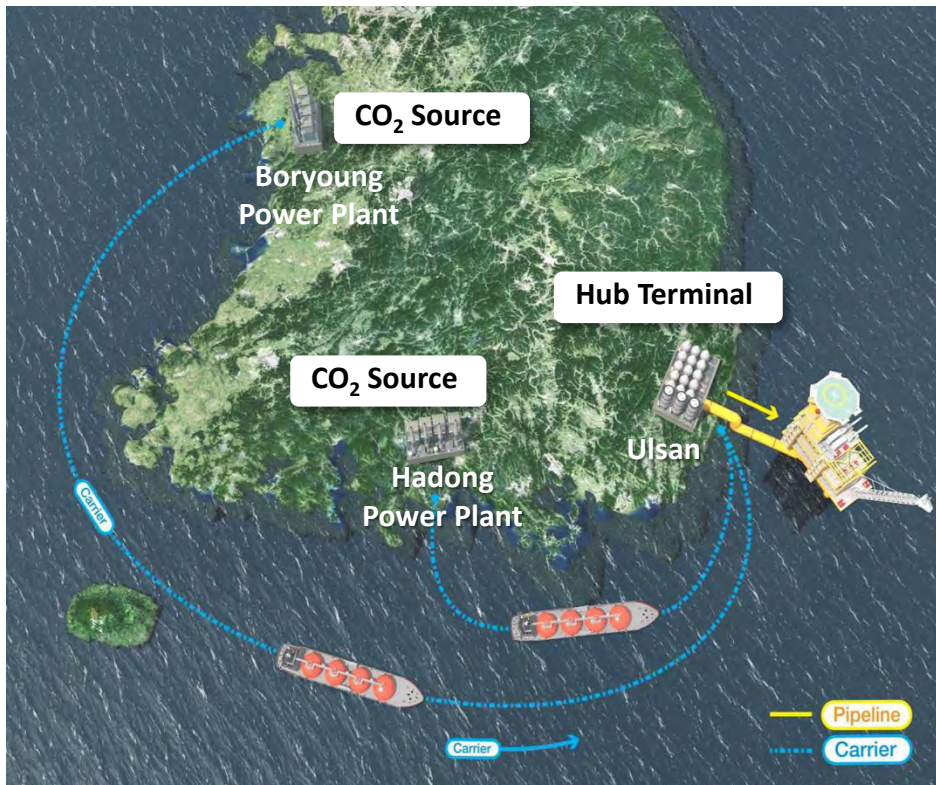 CO₂ Source
Boryoung
Power Plant
Hub Terminal
CO₂ Source
Ulsan
Hadong
Power Plant
Carrier
Carrier
Pipeline
Carrier